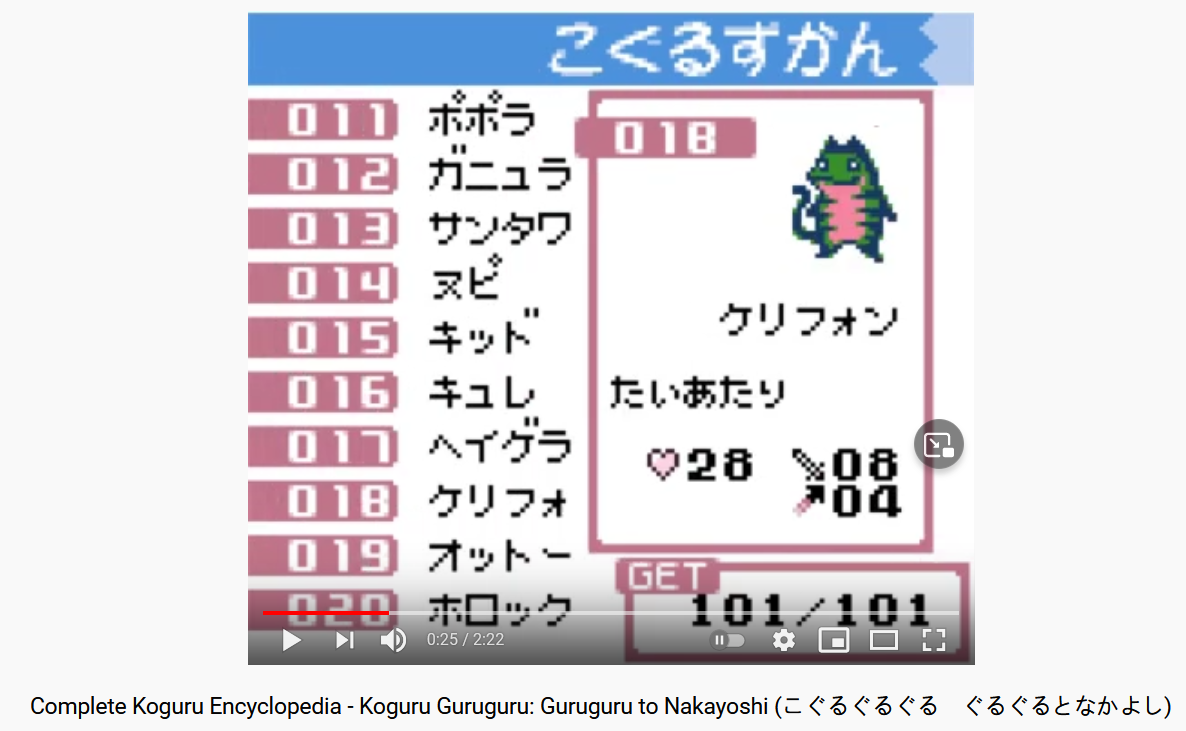 こぐるずかん
011 ポポラ
012 ガニュラ
013 サンタワ
014 ヌピ
015 キッド
016 キュレ
017 ヘイゲラ
018 ケリフォ
019 オットー
020 ホロック
018
ケリフォン
たいあたり
28 08
04
GET
101/101
0:25 / 2:22
Complete Koguru Encyclopedia - Koguru Guruguru: Guruguru to Nakayoshi (こぐるぐるぐる　ぐるぐるとなかよし)